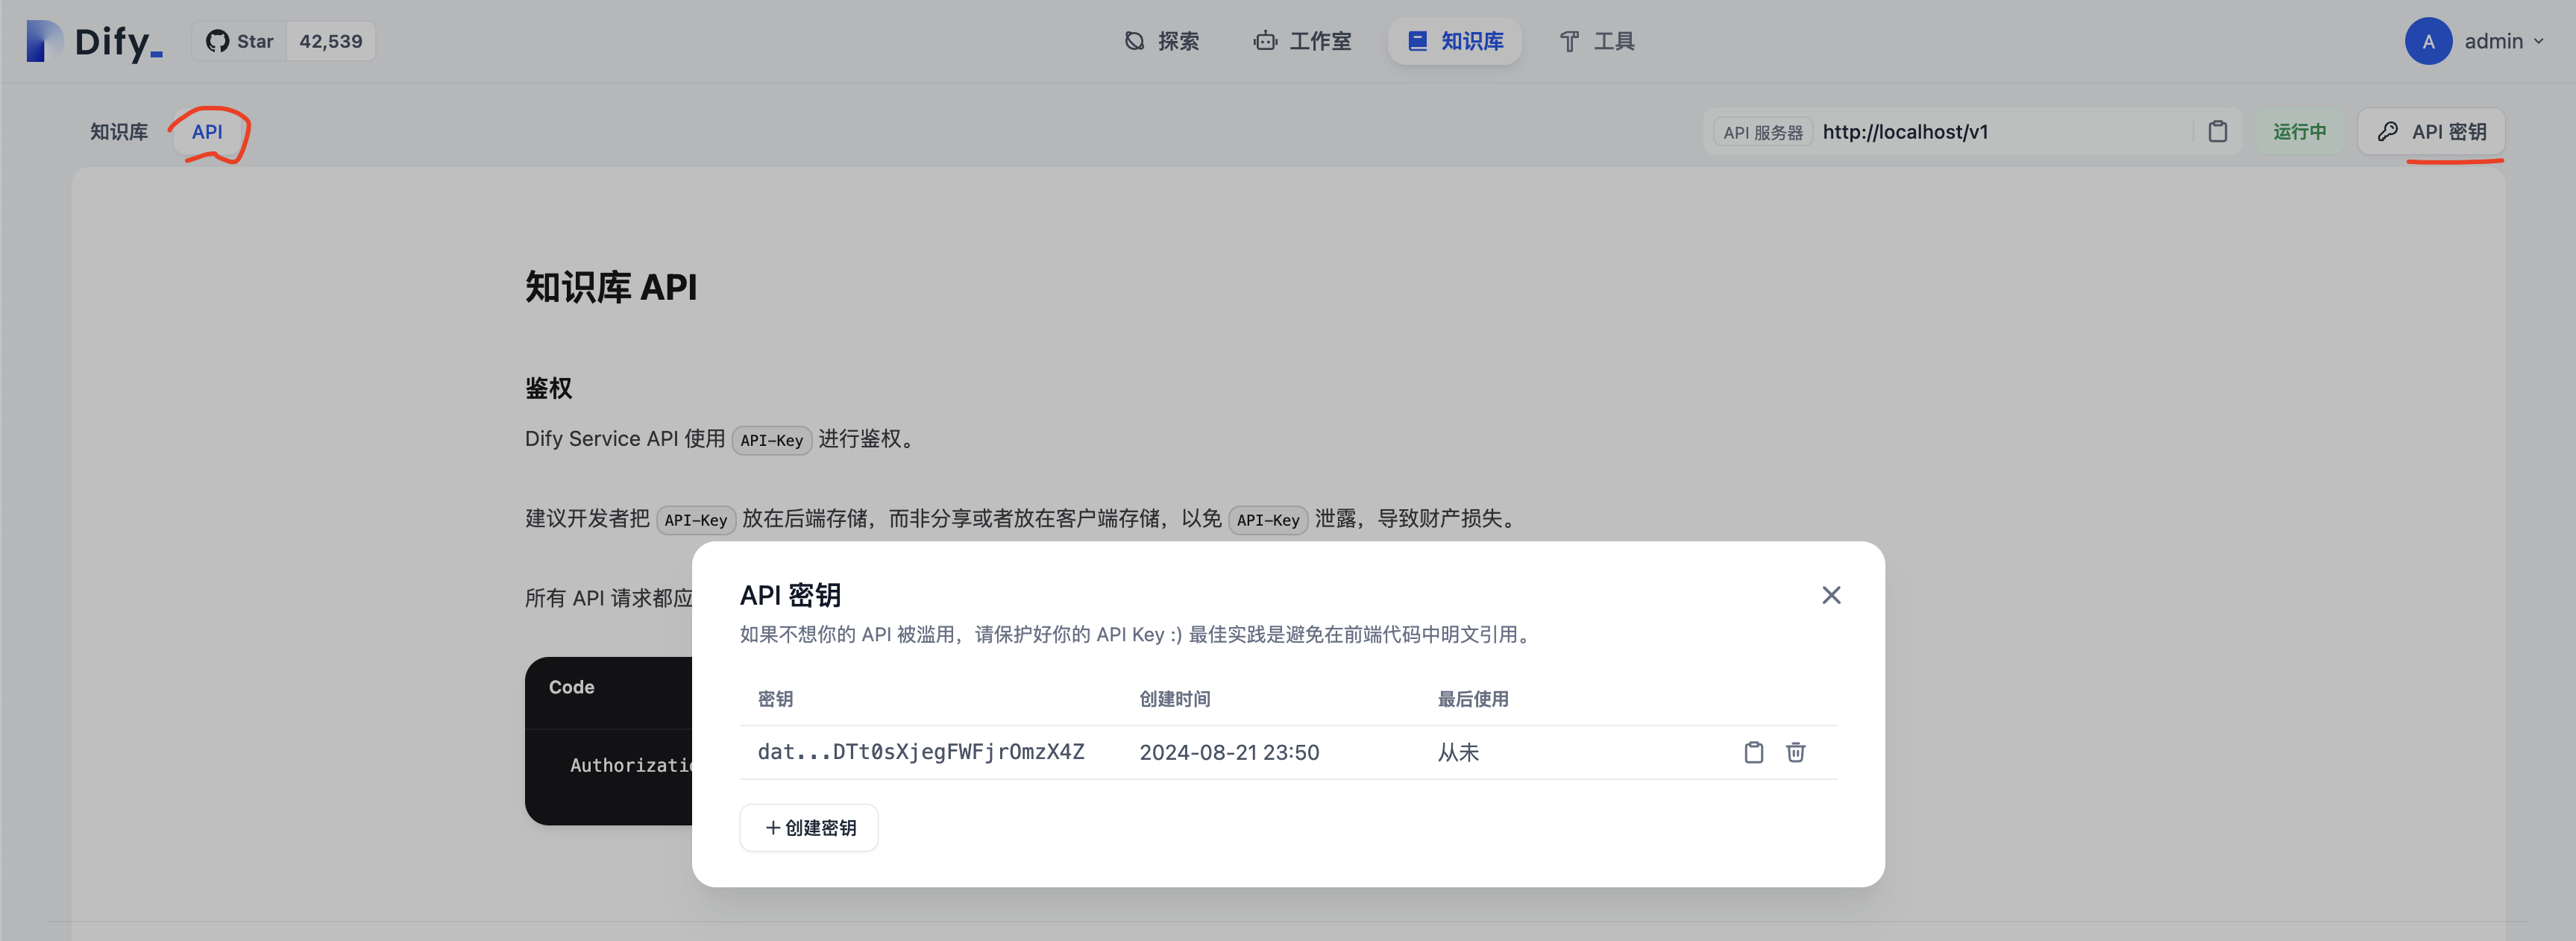 Dify_
Star 42,539
探索 工作室 知识库 工具
A admin
知识库 API
API 服务器 http://localhost/v1 运行中 API 密钥
知识库 API
鉴权
Dify Service API 使用 API-Key 进行鉴权。
建议开发者把 API-Key 放在后端存储，而非分享或者放在客户端存储，以免 API-Key 泄露，导致财产损失。
所有 API 请求都应
Code
Authorizatio
API 密钥
如果不想你的 API 被滥用，请保护好你的 API Key :) 最佳实践是避免在前端代码中明文引用。
密钥 创建时间 最后使用
dat...DTt0sXjegFWFjrOmzX4Z 2024-08-21 23:50 从未
+ 创建密钥